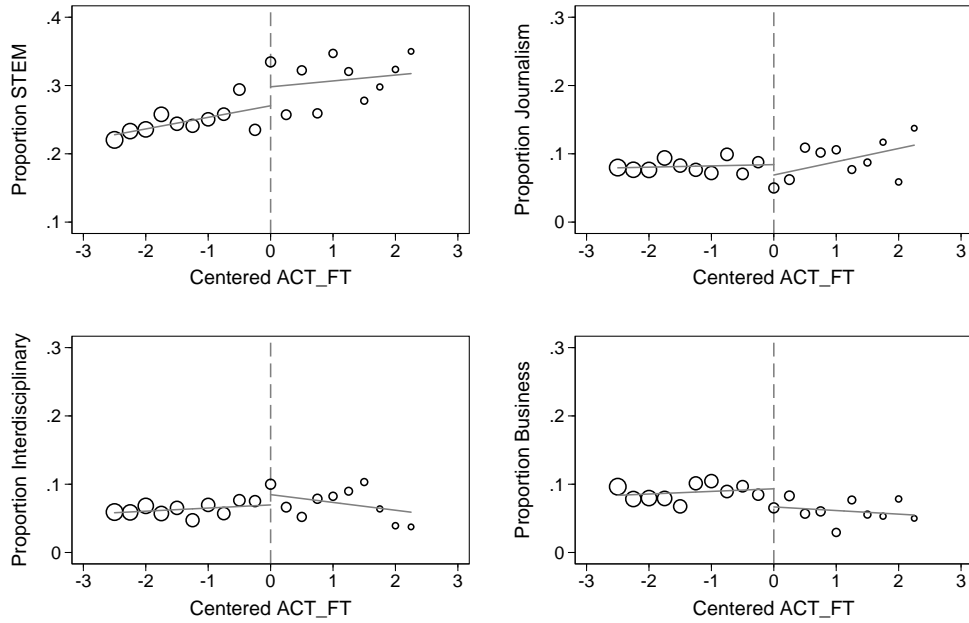 Proportion STEM
.4
.3
.2
.1
-3 -2 -1 0 1 2 3
Centered ACT_FT
Proportion Journalism
.3
.2
.1
0
-3 -2 -1 0 1 2 3
Centered ACT_FT
Proportion Interdisciplinary
.3
.2
.1
0
-3 -2 -1 0 1 2 3
Centered ACT_FT
Proportion Business
.3
.2
.1
0
-3 -2 -1 0 1 2 3
Centered ACT_FT